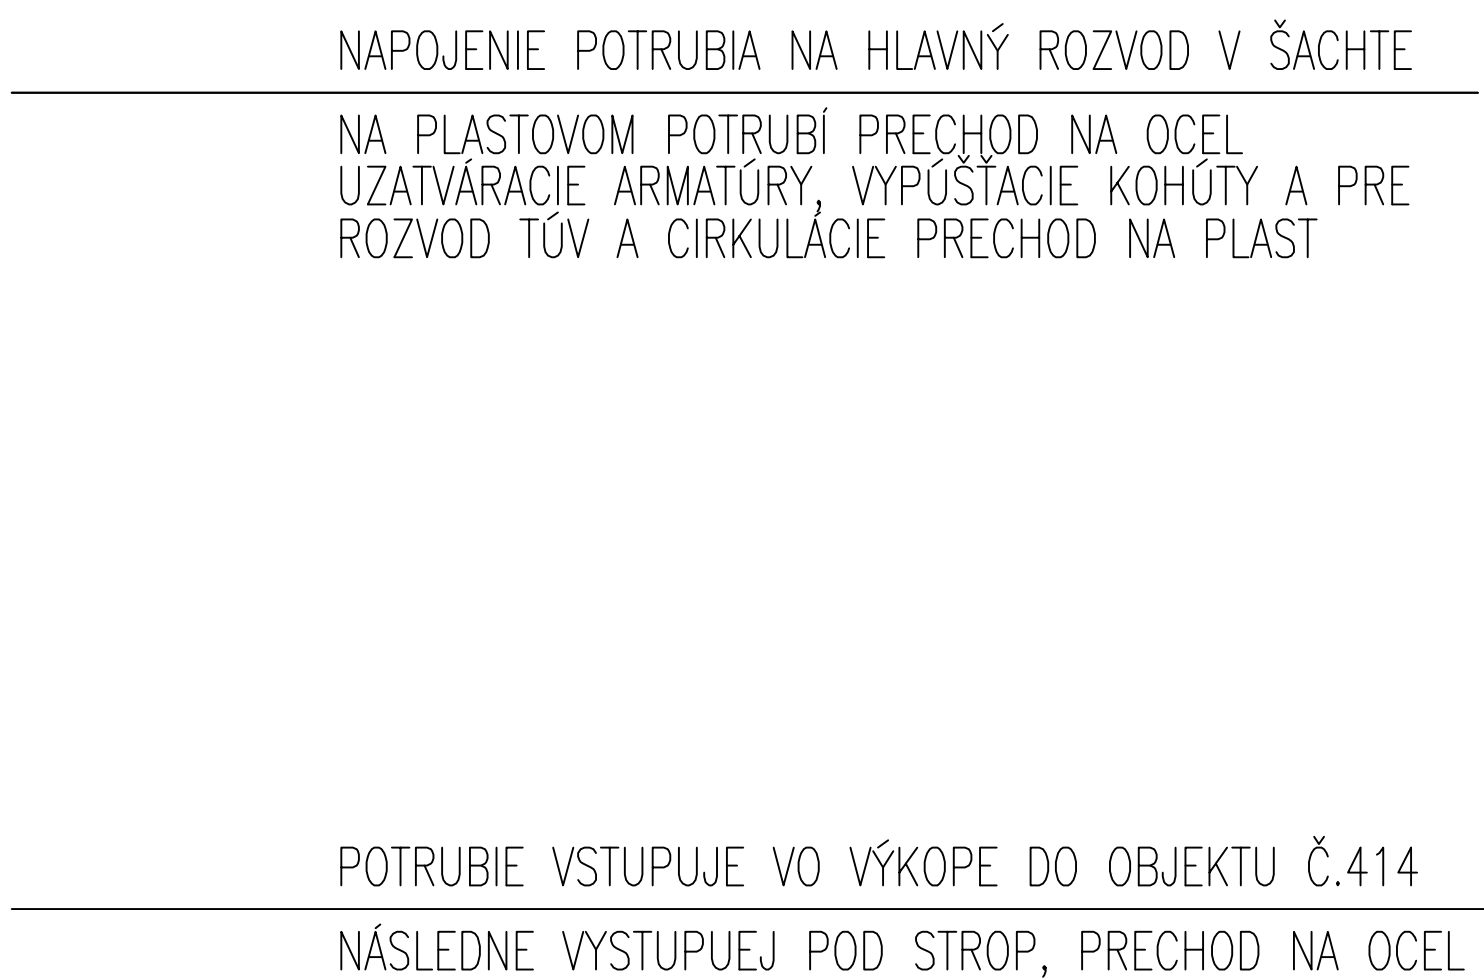 NAPOJENIE POTRUBIA NA HLAVNÝ ROZVOD V ŠACHTE
NA PLASTOVOM POTRUBÍ PRECHOD NA OCEL
UZATVÁRACIE ARMATÚRY, VYPÚŠŤACIE KOHÚTY A PRE
ROZVOD TÚV A CIRKULÁCIE PRECHOD NA PLAST
POTRUBIE VSTUPUJE VO VÝKOPE DO OBJEKTU Č.414
NÁSLEDNE VYSTUPUEJ POD STROP, PRECHOD NA OCEL